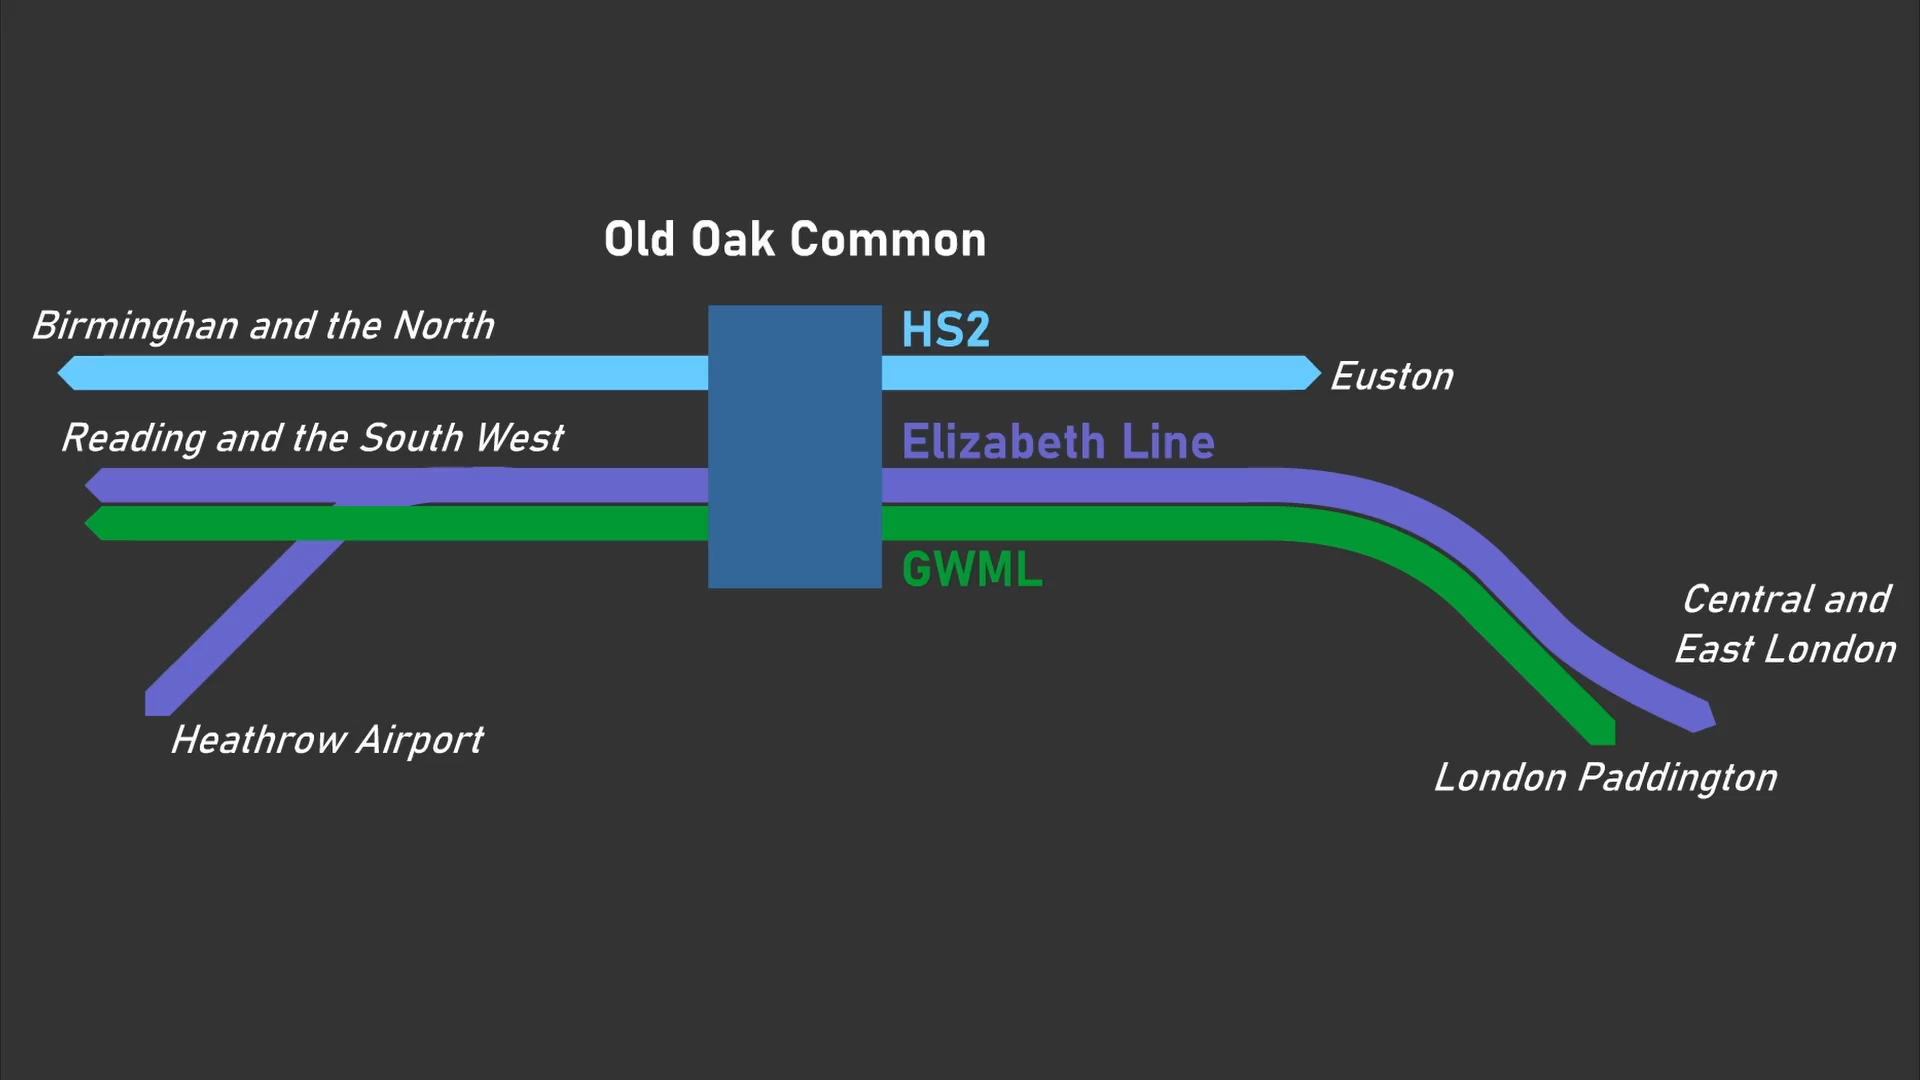 Old Oak Common
Birminghan and the North
HS2
Euston
Reading and the South West
Elizabeth Line
GWML
Central and
East London
Heathrow Airport
London Paddington